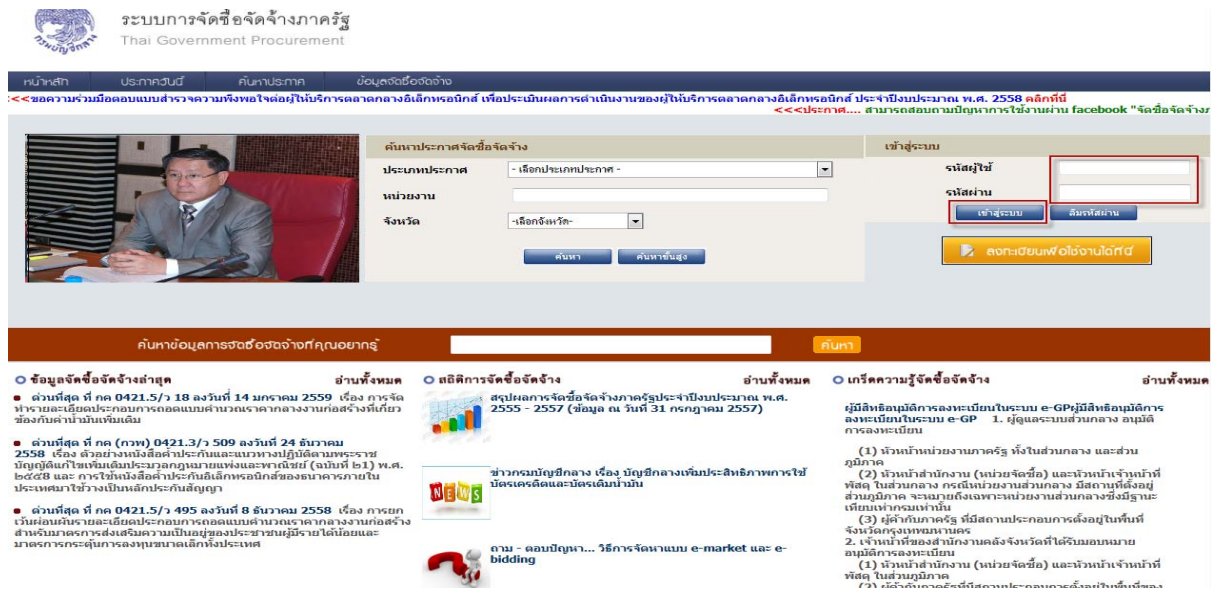 ระบบการจัดซื้อจัดจ้างภาครัฐ
Thai Government Procurement
กรมบัญชีกลาง
หน้าหลัก ประกาศวันนี้ ค้นหาประกาศ ข้อมูลจัดซื้อจัดจ้าง
<<ขอความร่วมมือตอบแบบสำรวจความพึงพอใจต่อผู้ให้บริการตลาดกลางอิเล็กทรอนิกส์ เพื่อประเมินผลการดำเนินงานของผู้ให้บริการตลาดกลางอิเล็กทรอนิกส์ ประจำปีงบประมาณ พ.ศ. 2558 คลิกที่นี่
<<<ประกาศ.... สามารถสอบถามปัญหาการใช้งานผ่าน facebook "จัดซื้อจัดจ้างภ
ค้นหาประกาศจัดซื้อจัดจ้าง
ประเภทประกาศ - เลือกประเภทประกาศ -
หน่วยงาน
จังหวัด -เลือกจังหวัด-
ค้นหา ค้นหาขั้นสูง
เข้าสู่ระบบ
รหัสผู้ใช้
รหัสผ่าน
เข้าสู่ระบบ ลืมรหัสผ่าน
ลงทะเบียนเพื่อใช้งานได้ที่นี่
ค้นหาข้อมูลการจัดซื้อจัดจ้างที่คุณอยากรู้ ค้นหา
ข้อมูลจัดซื้อจัดจ้างล่าสุด อ่านทั้งหมด
ด่วนที่สุด ที่ กค 0421.5/ว 18 ลงวันที่ 14 มกราคม 2559 เรื่อง การจัด
ทำรายละเอียดประกอบการถอดแบบคำนวณราคากลางงานก่อสร้างที่เกี่ยว
ข้องกับค่าน้ำมันเพิ่มเติม
ด่วนที่สุด ที่ กค (กวพ) 0421.3/ว 509 ลงวันที่ 24 ธันวาคม
2558 เรื่อง ตัวอย่างหนังสือค้ำประกันและแนวทางปฏิบัติตามพระราช
บัญญัติแก้ไขเพิ่มเติมประมวลกฎหมายแพ่งและพาณิชย์ (ฉบับที่ ๒๑) พ.ศ.
๒๕๕๘ และ การใช้หนังสือค้ำประกันอิเล็กทรอนิกส์ของธนาคารภายใน
ประเทศมาใช้วางเป็นหลักประกันสัญญา
ด่วนที่สุด ที่ กค 0421.5/ว 495 ลงวันที่ 8 ธันวาคม 2558 เรื่อง การยก
เว้นผ่อนผันรายละเอียดประกอบการถอดแบบคำนวณราคากลางงานก่อสร้าง
สำหรับมาตรการส่งเสริมความเป็นอยู่ของประชาชนผู้มีรายได้น้อยและ
มาตรการกระตุ้นการลงทุนขนาดเล็กทั่วประเทศ
สถิติการจัดซื้อจัดจ้าง อ่านทั้งหมด
สรุปผลการจัดซื้อจัดจ้างภาครัฐประจำปีงบประมาณ พ.ศ.
2555 - 2557 (ข้อมูล ณ วันที่ 31 กรกฎาคม 2557)
NEWS
ข่าวกรมบัญชีกลาง เรื่อง บัญชีกลางเพิ่มประสิทธิภาพการใช้
บัตรเครดิตและบัตรเติมน้ำมัน
ถาม - ตอบปัญหา... วิธีการจัดหาแบบ e-market และ e-
bidding
เกร็ดความรู้จัดซื้อจัดจ้าง อ่านทั้งหมด
ผู้มีสิทธิอนุมัติการลงทะเบียนในระบบ e-GPผู้มีสิทธิอนุมัติการ
ลงทะเบียนในระบบ e-GP 1. ผู้ดูแลระบบส่วนกลาง อนุมัติ
การลงทะเบียน
(1) หัวหน้าหน่วยงานภาครัฐ ทั้งในส่วนกลาง และส่วน
ภูมิภาค
(2) หัวหน้าสำนักงาน (หน่วยจัดซื้อ) และหัวหน้าเจ้าหน้าที่
พัสดุ ในส่วนกลาง กรณีหน่วยงานส่วนกลาง มีสถานที่ตั้งอยู่
ส่วนภูมิภาค จะหมายถึงเฉพาะหน่วยงานส่วนกลางซึ่งมีฐานะ
เทียบเท่ากรมเท่านั้น
(3) ผู้ค้ากับภาครัฐ ที่มีสถานประกอบการตั้งอยู่ในพื้นที่
จังหวัดกรุงเทพมหานคร
2. เจ้าหน้าที่ของสำนักงานคลังจังหวัดที่ได้รับมอบหมาย
อนุมัติการลงทะเบียน
(1) หัวหน้าสำนักงาน (หน่วยจัดซื้อ) และหัวหน้าเจ้าหน้าที่
พัสดุ ในส่วนภูมิภาค
(2) ผู้ค้ากับภาครัฐที่มีสถานประกอบการตั้งอยู่ในพื้นที่ของ